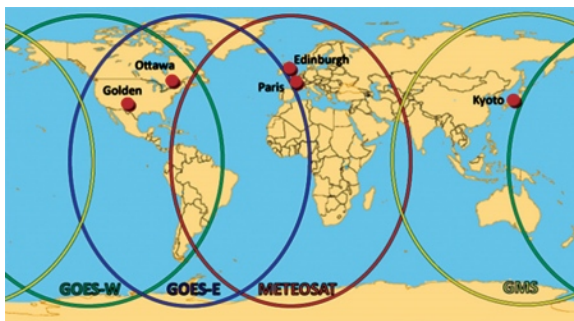 Edinburgh
Ottawa
Paris
Golden
Kyoto
GOES-W
GOES-E
METEOSAT
GMS